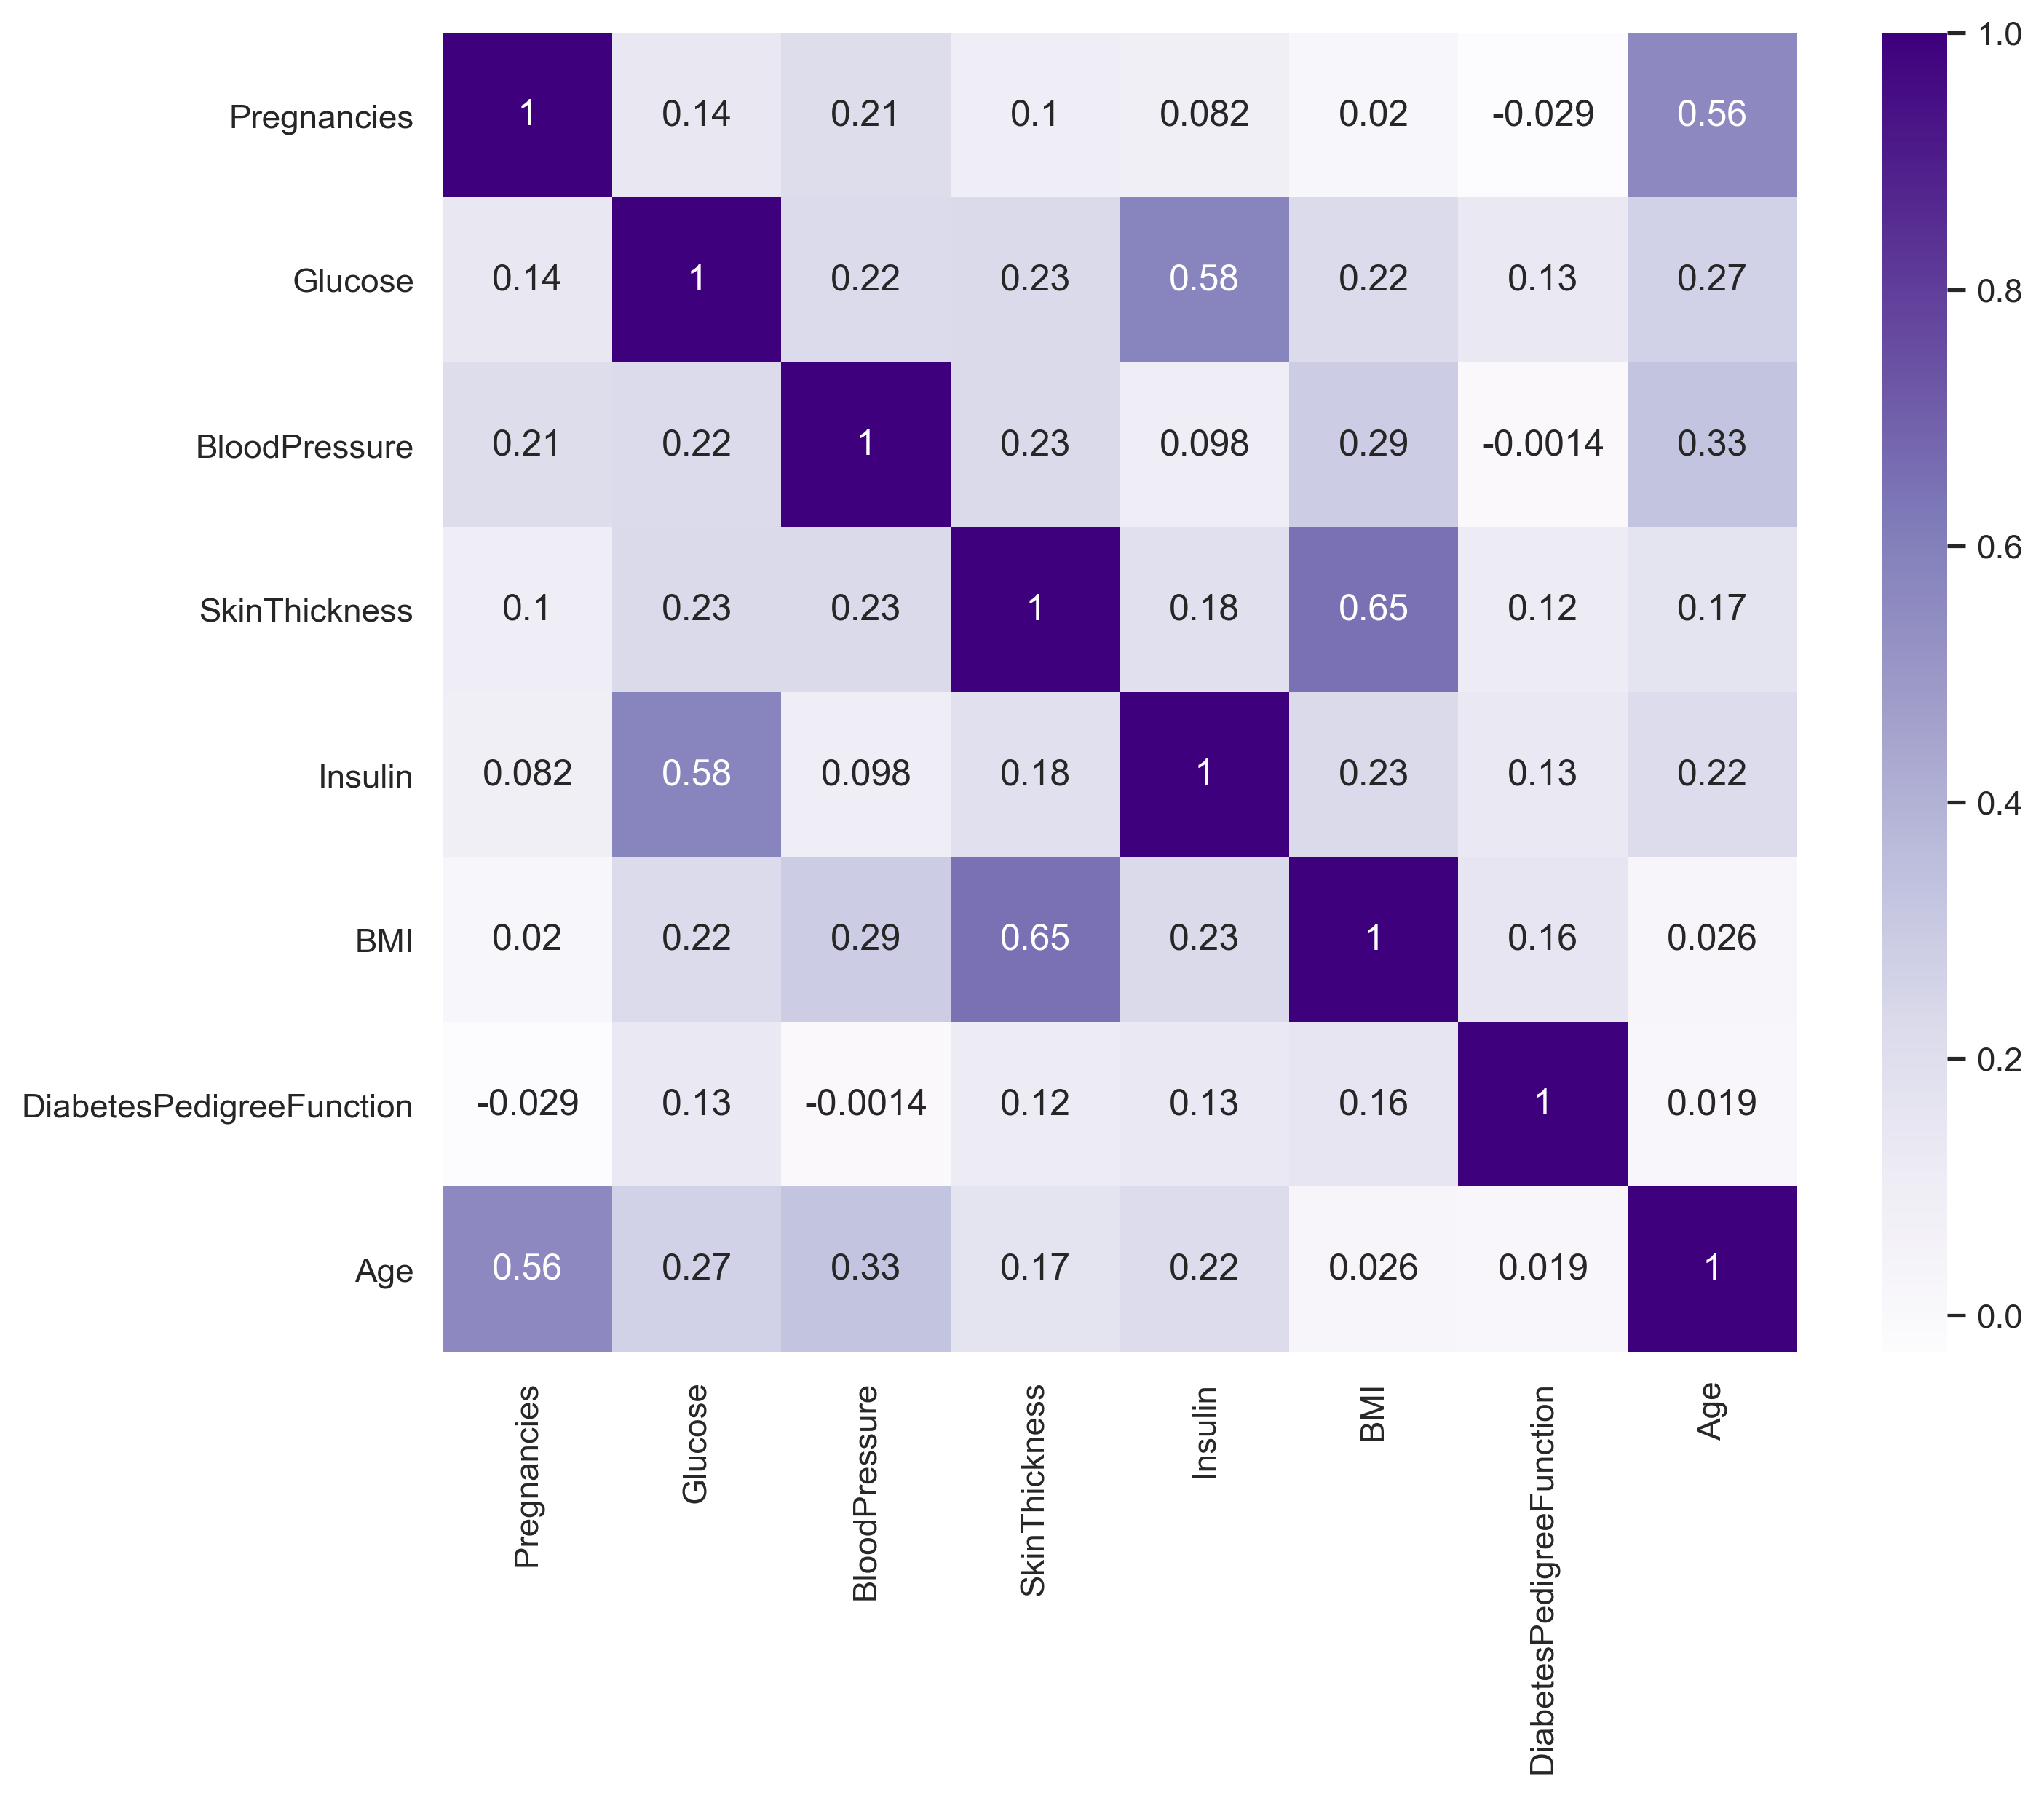 Pregnancies 1 0.14 0.21 0.1 0.082 0.02 -0.029 0.56
Glucose 0.14 1 0.22 0.23 0.58 0.22 0.13 0.27
BloodPressure 0.21 0.22 1 0.23 0.098 0.29 -0.0014 0.33
SkinThickness 0.1 0.23 0.23 1 0.18 0.65 0.12 0.17
Insulin 0.082 0.58 0.098 0.18 1 0.23 0.13 0.22
BMI 0.02 0.22 0.29 0.65 0.23 1 0.16 0.026
DiabetesPedigreeFunction -0.029 0.13 -0.0014 0.12 0.13 0.16 1 0.019
Age 0.56 0.27 0.33 0.17 0.22 0.026 0.019 1
Pregnancies
Glucose
BloodPressure
SkinThickness
Insulin
BMI
DiabetesPedigreeFunction
Age
1.0
0.8
0.6
0.4
0.2
0.0